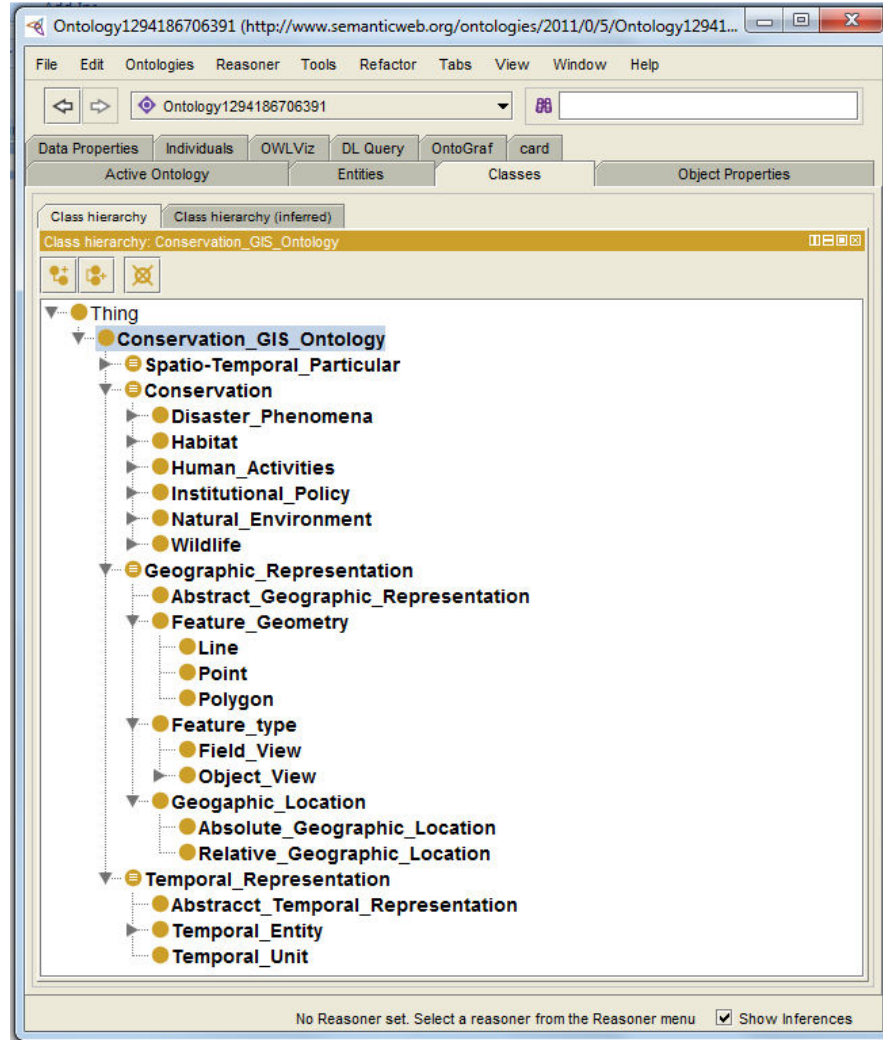 Ontology1294186706391 (http://www.semanticweb.org/ontologies/2011/0/5/Ontology12941...
File Edit Ontologies Reasoner Tools Refactor Tabs View Window Help
Ontology1294186706391
Data Properties Individuals OWLViz DL Query OntoGraf card
Active Ontology Entities Classes Object Properties
Class hierarchy Class hierarchy (inferred)
Class hierarchy: Conservation_GIS_Ontology
Thing
Conservation_GIS_Ontology
Spatio-Temporal_Particular
Conservation
Disaster_Phenomena
Habitat
Human_Activities
Institutional_Policy
Natural_Environment
Wildlife
Geographic_Representation
Abstract_Geographic_Representation
Feature_Geometry
Line
Point
Polygon
Feature_type
Field_View
Object_View
Geogaphic_Location
Absolute_Geographic_Location
Relative_Geographic_Location
Temporal_Representation
Abstracct_Temporal_Representation
Temporal_Entity
Temporal_Unit
No Reasoner set. Select a reasoner from the Reasoner menu Show Inferences